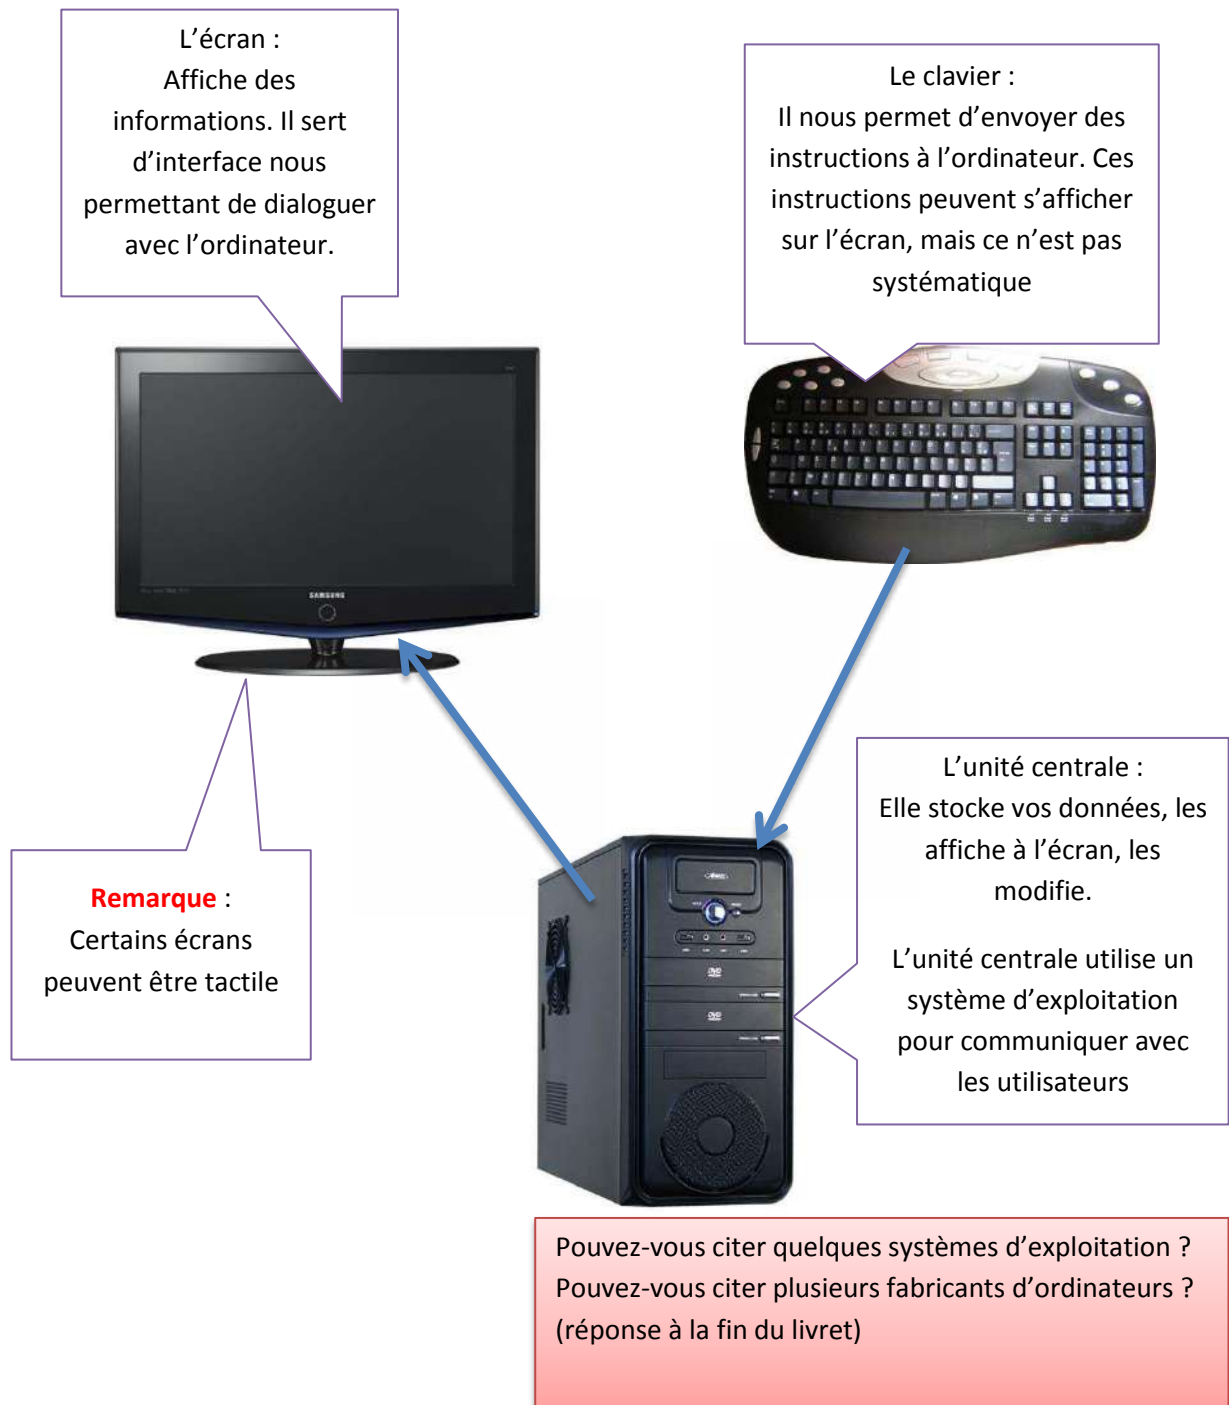 L’écran :
Affiche des
informations. Il sert
d’interface nous
permettant de dialoguer
avec l’ordinateur.
Le clavier :
Il nous permet d’envoyer des
instructions à l’ordinateur. Ces
instructions peuvent s’afficher
sur l’écran, mais ce n’est pas
systématique
SAMSUNG
Remarque :
Certains écrans
peuvent être tactile
L’unité centrale :
Elle stocke vos données, les
affiche à l’écran, les
modifie.
L’unité centrale utilise un
système d’exploitation
pour communiquer avec
les utilisateurs
DVD
DVD
Pouvez-vous citer quelques systèmes d’exploitation ?
Pouvez-vous citer plusieurs fabricants d’ordinateurs ?
(réponse à la fin du livret)